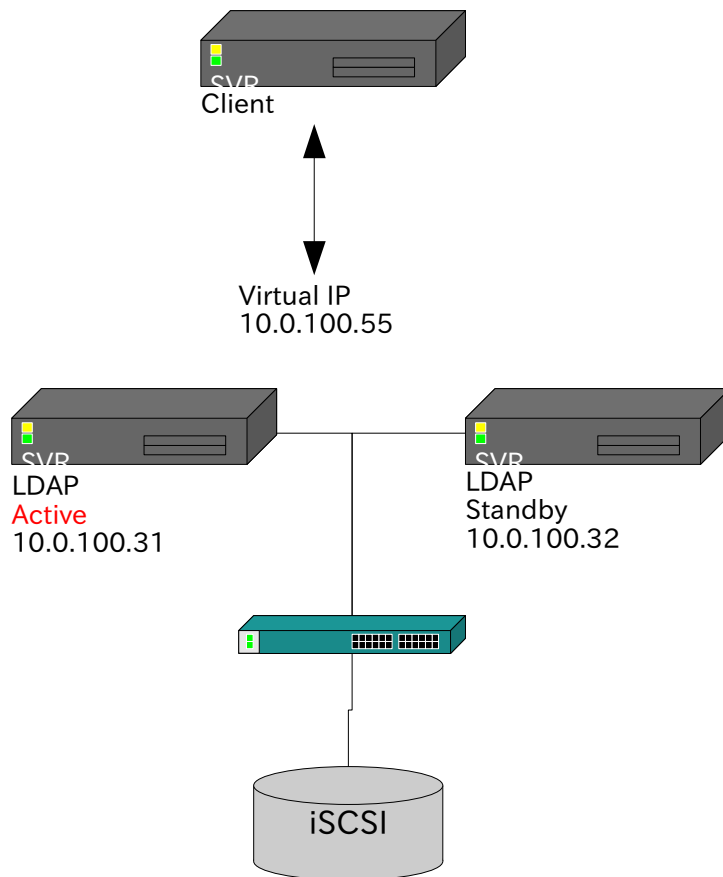 SVR
Client
Virtual IP
10.0.100.55
SVR
LDAP
Active
10.0.100.31
SVR
LDAP
Standby
10.0.100.32
iSCSI